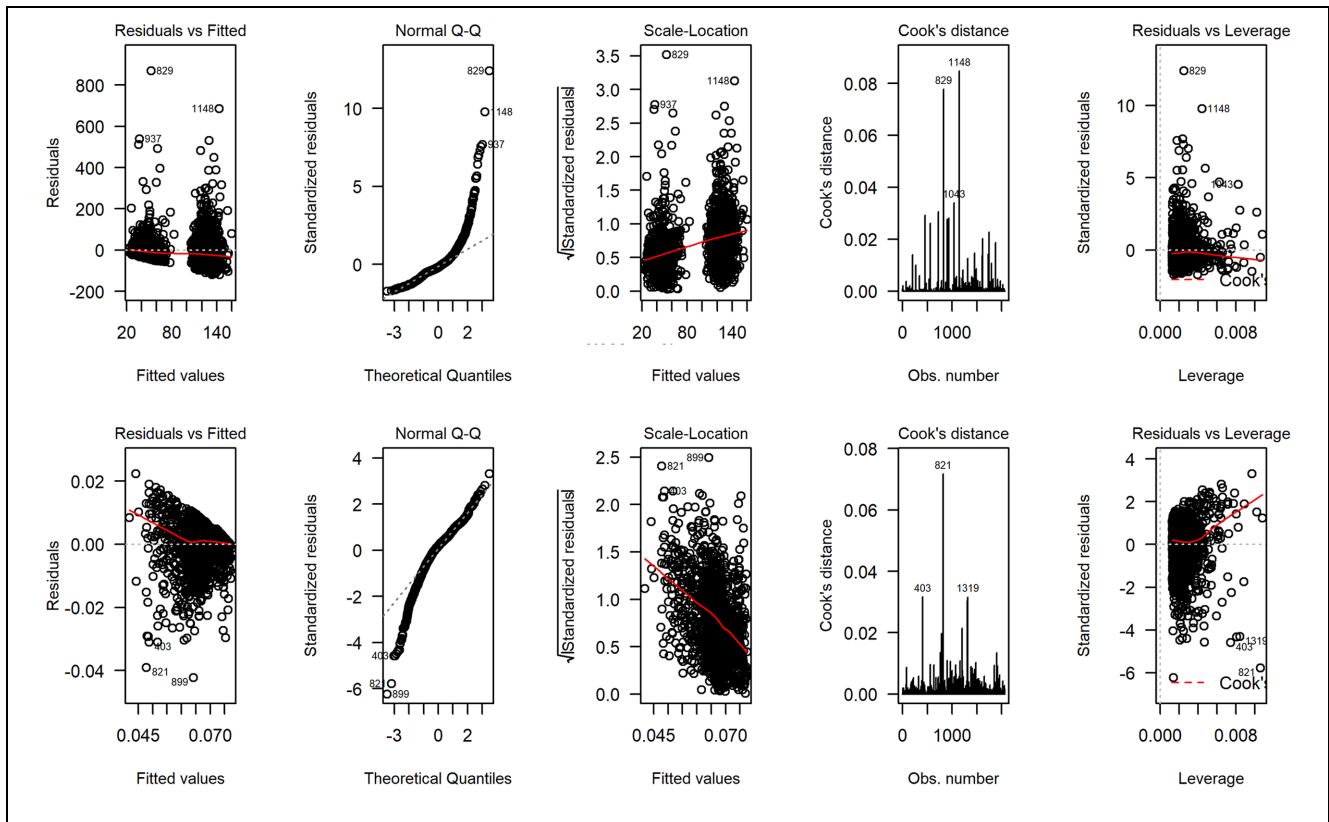 Residuals vs Fitted
Residuals
800
600
400
200
0
-200
829
1148
937
20 80 140
Fitted values
Normal Q-Q
Standardized residuals
10
5
0
829
1148
937
-3 0 2
Theoretical Quantiles
Scale-Location
√|Standardized residuals|
3.5
3.0
2.5
2.0
1.5
1.0
0.5
0.0
829
1148
937
20 80 140
Fitted values
Cook's distance
Cook's distance
0.08
0.06
0.04
0.02
0.00
1148
829
1043
0 1000
Obs. number
Residuals vs Leverage
Standardized residuals
10
5
0
829
1148
1043
Cook's
0.000 0.008
Leverage
Residuals vs Fitted
Residuals
0.02
0.00
-0.02
-0.04
403
821
899
0.045 0.070
Fitted values
Normal Q-Q
Standardized residuals
4
2
0
-2
-4
-6
403
821
899
-3 0 2
Theoretical Quantiles
Scale-Location
√|Standardized residuals|
2.5
2.0
1.5
1.0
0.5
0.0
899
821
403
0.045 0.070
Fitted values
Cook's distance
Cook's distance
0.08
0.06
0.04
0.02
0.00
821
403
1319
0 1000
Obs. number
Residuals vs Leverage
Standardized residuals
4
2
0
-2
-4
-6
1319
403
821
Cook's
0.000 0.008
Leverage